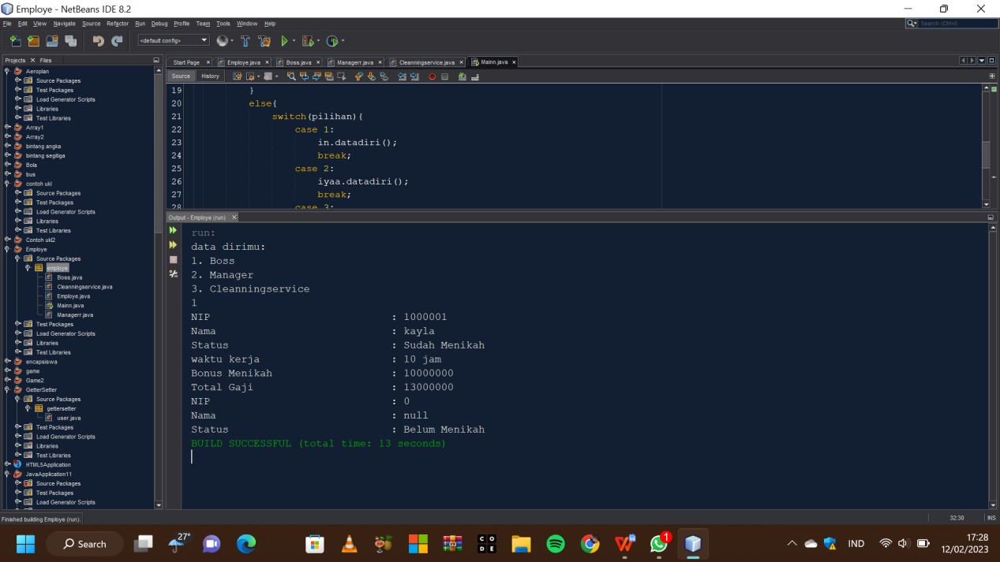 Employe - NetBeans IDE 8.2
File Edit View Navigate Source Refactor Run Debug Profile Team Tools Window Help
Search (Ctrl+I)
<default config>
27°
Projects Files
Aeroplan
Source Packages
Test Packages
Load Generator Scripts
Libraries
Test Libraries
Array1
Array2
bintang angka
bintang segitiga
Bola
bus
contoh ukl
Source Packages
Test Packages
Load Generator Scripts
Libraries
Test Libraries
Contoh ukl2
Employe
Source Packages
employe
Boss.java
Cleanningservice.java
Employe.java
Mainn.java
Managerr.java
Test Packages
Load Generator Scripts
Libraries
Test Libraries
encapsiswa
game
Game2
GetterSetter
Source Packages
gettersetter
user.java
Test Packages
Load Generator Scripts
Libraries
Test Libraries
HTML5Application
JavaApplication11
Source Packages
Test Packages
Load Generator Scripts
Start Page Employe.java Boss.java Managerr.java Cleanningservice.java Mainn.java
Source History
19 }
20 else{
21 switch(pilihan){
22 case 1:
23 in.datadiri();
24 break;
25 case 2:
26 iyaa.datadiri();
27 break;
28 case 3:
Output - Employe (run)
run:
data dirimu:
1. Boss
2. Manager
3. Cleanningservice
1
NIP : 1000001
Nama : kayla
Status : Sudah Menikah
waktu kerja : 10 jam
Bonus Menikah : 10000000
Total Gaji : 13000000
NIP : 0
Nama : null
Status : Belum Menikah
BUILD SUCCESSFUL (total time: 13 seconds)
Finished building Employe (run).
32:30 INS
Search
CODE
1
IND
17:28
12/02/2023